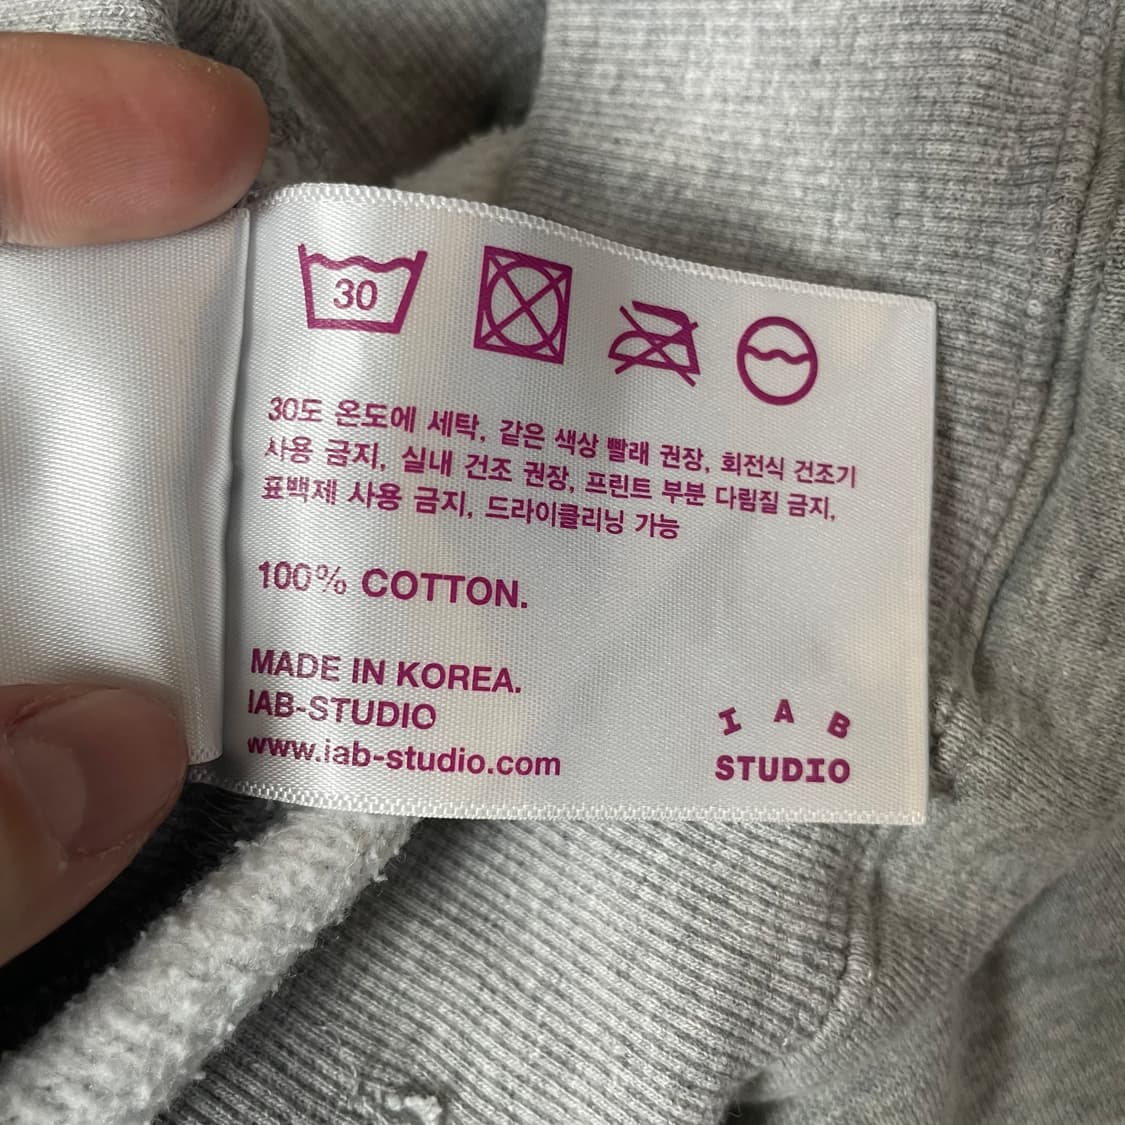 30
30도 온도에 세탁, 같은 색상 빨래 권장, 회전식 건조기
사용 금지, 실내 건조 권장, 프린트 부분 다림질 금지,
표백제 사용 금지, 드라이클리닝 가능
100% COTTON.
MADE IN KOREA.
IAB-STUDIO
www.iab-studio.com
I A B
STUDIO